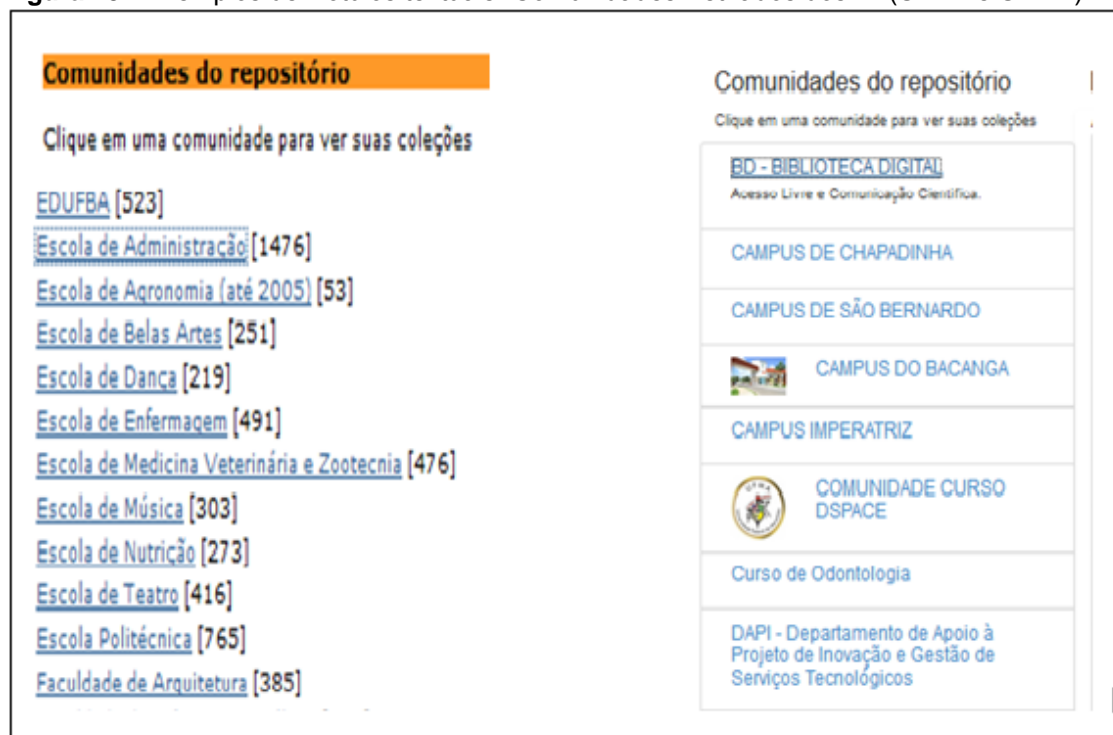 Comunidades do repositório
Clique em uma comunidade para ver suas coleções
EDUFBA [523]
Escola de Administração [1476]
Escola de Agronomia (até 2005) [53]
Escola de Belas Artes [251]
Escola de Dança [219]
Escola de Enfermagem [491]
Escola de Medicina Veterinária e Zootecnia [476]
Escola de Música [303]
Escola de Nutrição [273]
Escola de Teatro [416]
Escola Politécnica [765]
Faculdade de Arquitetura [385]
Comunidades do repositório
Clique em uma comunidade para ver suas coleções
BD - BIBLIOTECA DIGITAL
Acesso Livre e Comunicação Científica.
CAMPUS DE CHAPADINHA
CAMPUS DE SÃO BERNARDO
CAMPUS DO BACANGA
CAMPUS IMPERATRIZ
COMUNIDADE CURSO
DSPACE
Curso de Odontologia
DAPI - Departamento de Apoio à
Projeto de Inovação e Gestão de
Serviços Tecnológicos